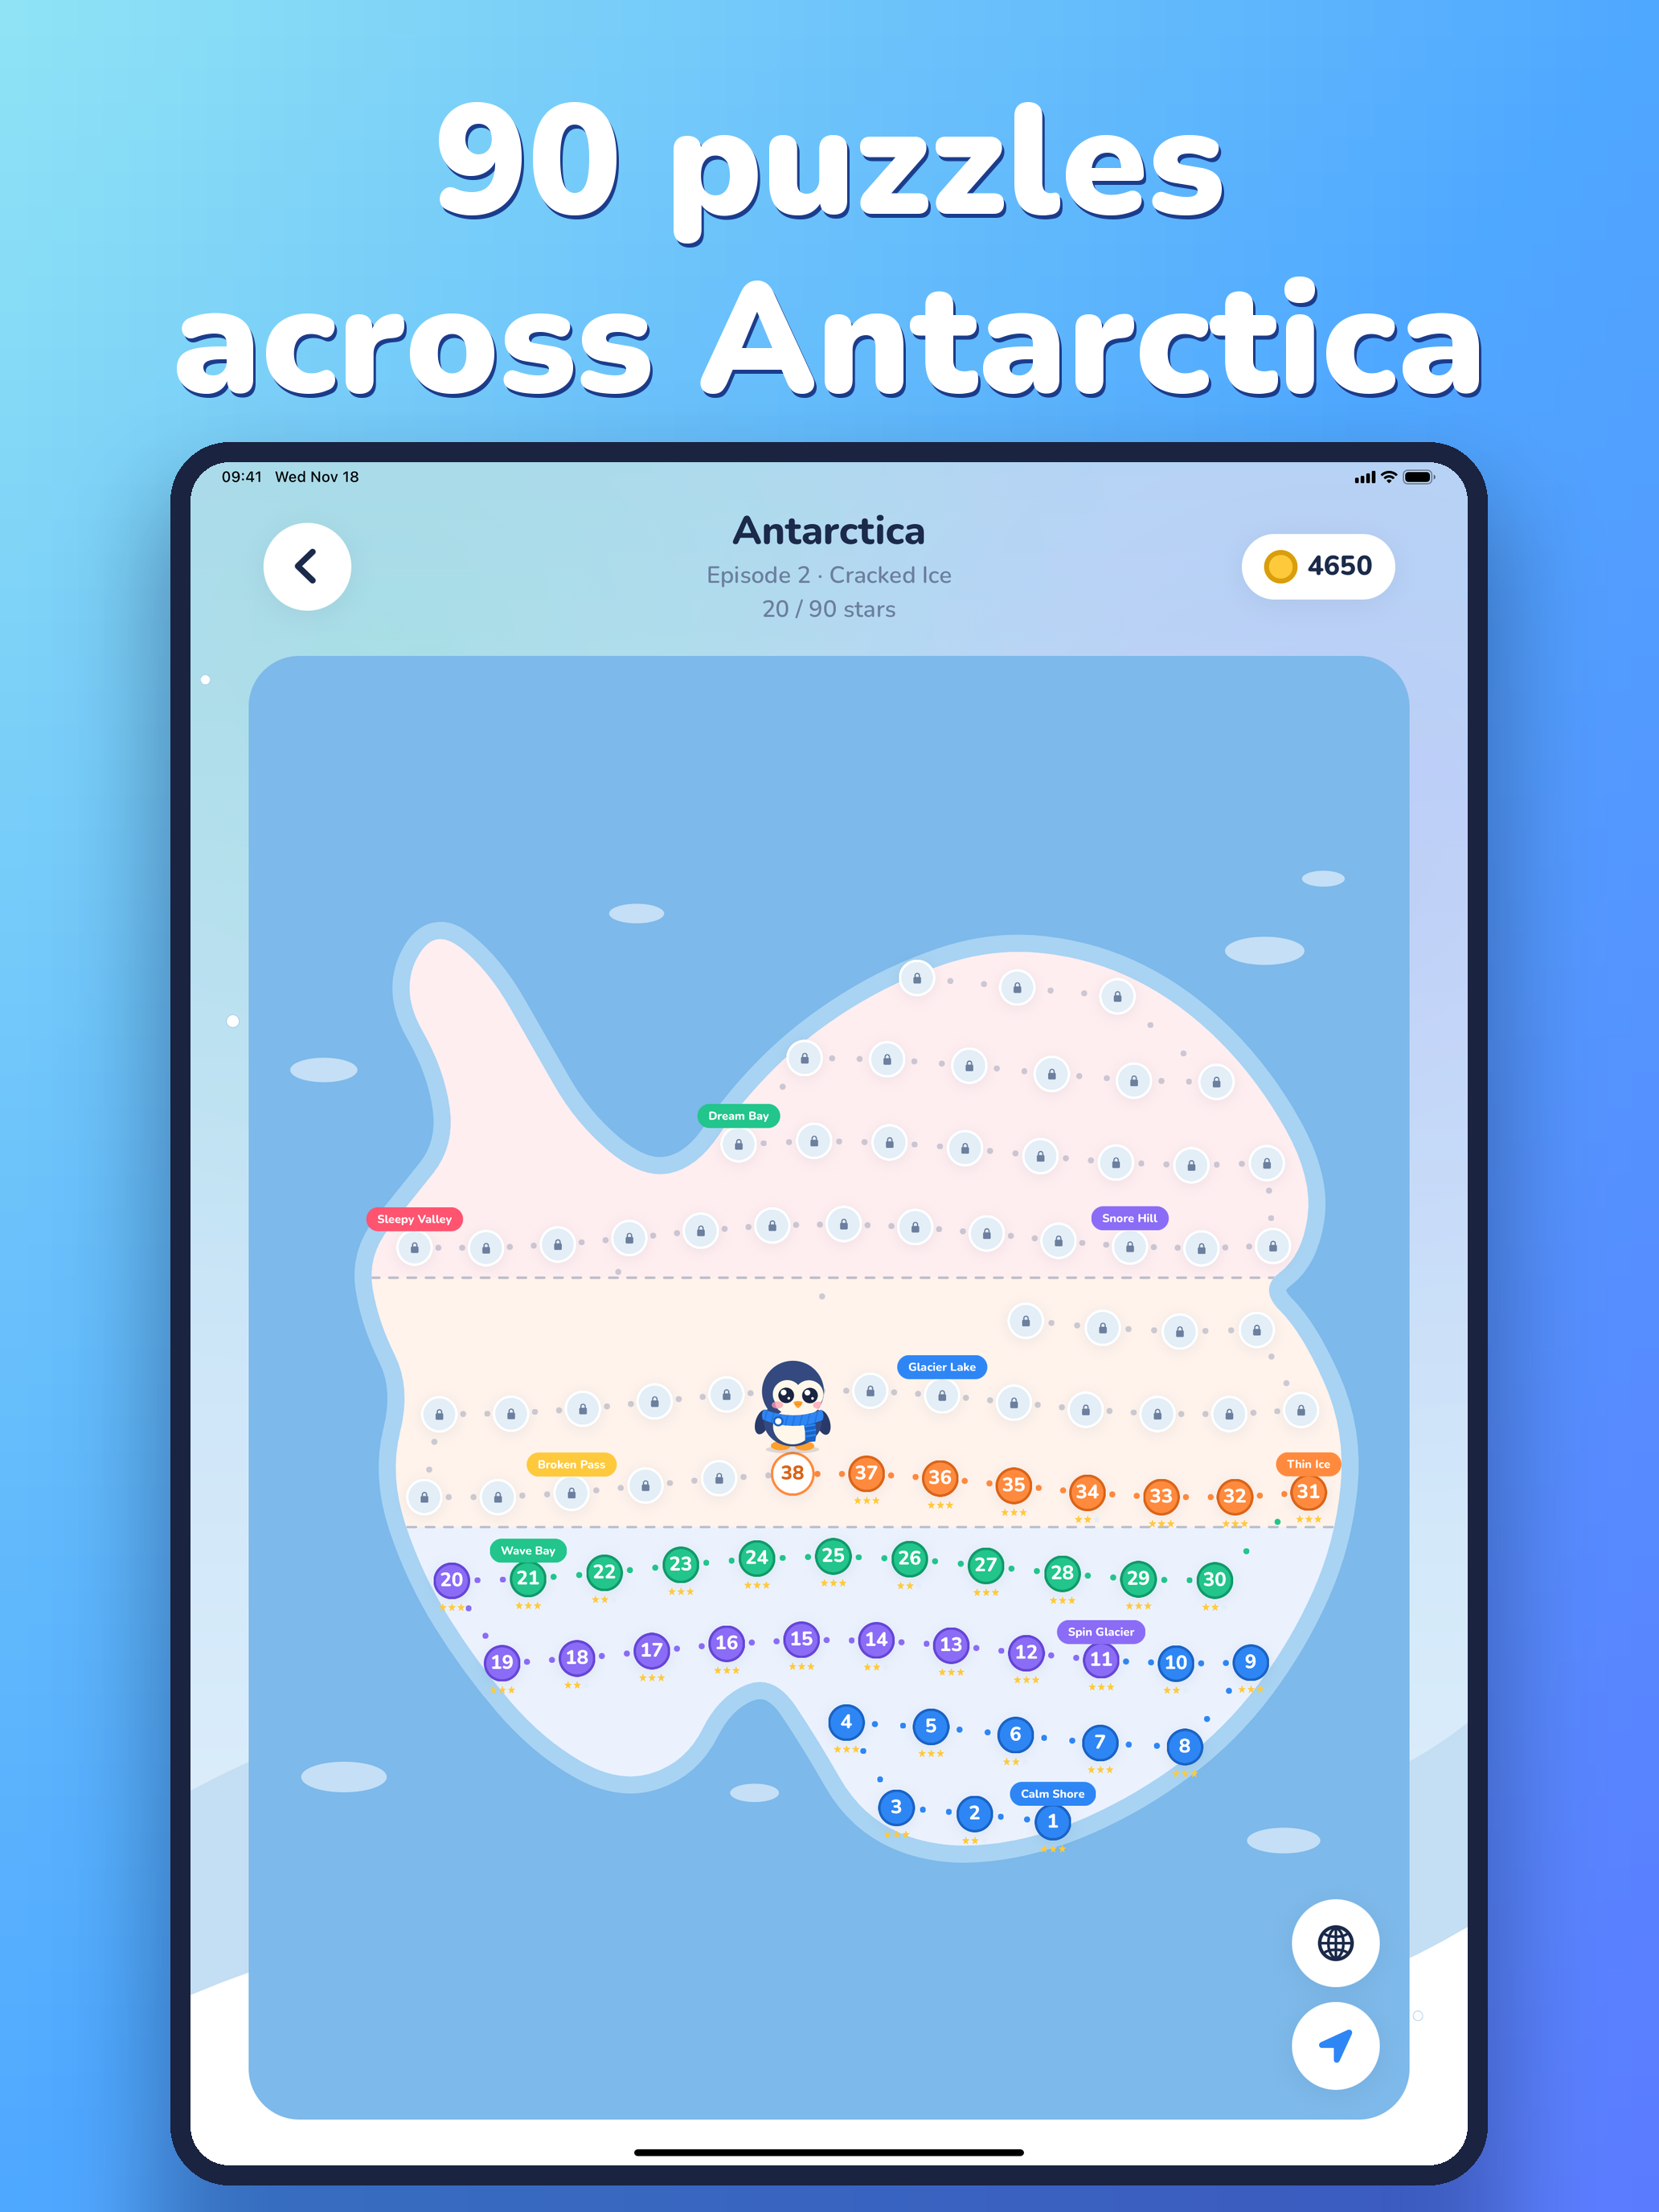 90 puzzles
across Antarctica
09:41 Wed Nov 18
Antarctica
Episode 2 · Cracked Ice
20 / 90 stars
4650
Dream Bay
Sleepy Valley
Snore Hill
Glacier Lake
Broken Pass
38 37 36 35 34 33 32 31
Thin Ice
Wave Bay
20 21 22 23 24 25 26 27 28 29 30
Spin Glacier
19 18 17 16 15 14 13 12 11 10 9
4 5 6 7 8
Calm Shore
3 2 1